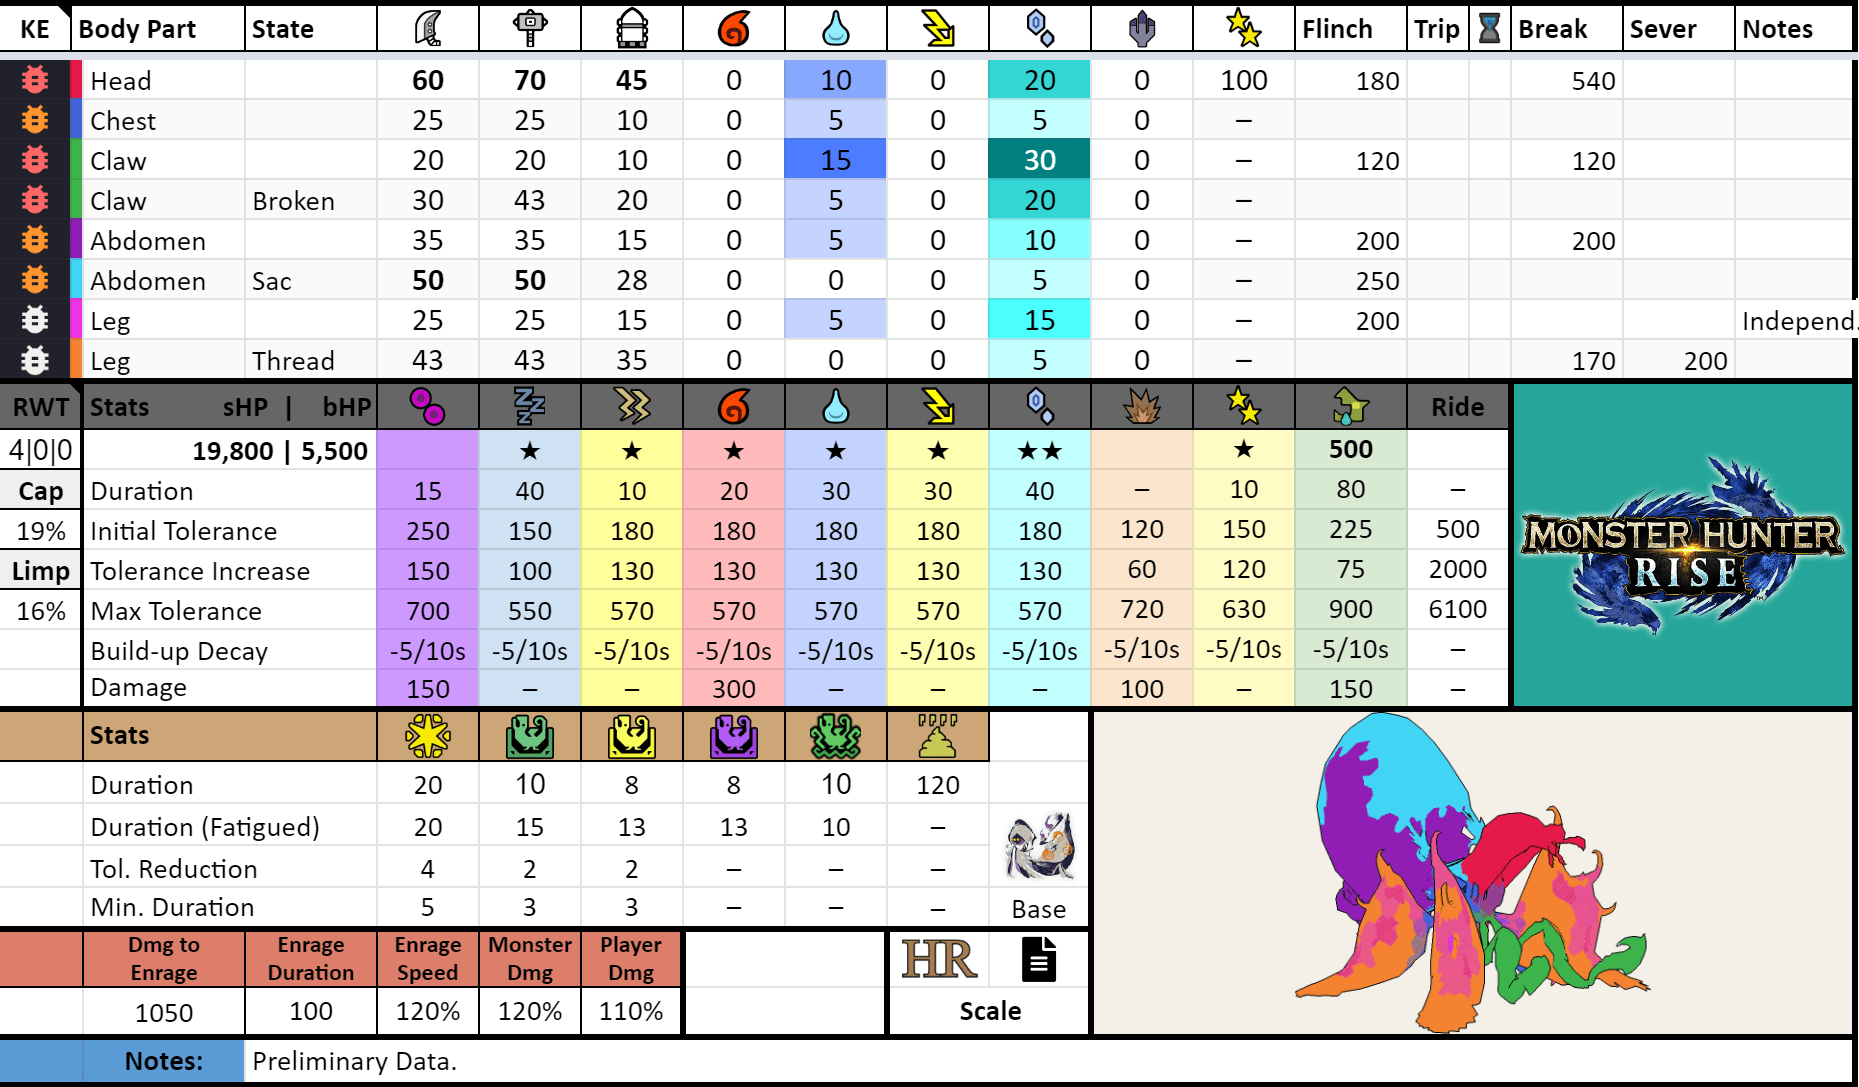 KE Body Part State Flinch Trip Break Sever Notes
Head 60 70 45 0 10 0 20 0 100 180 540
Chest 25 25 10 0 5 0 5 0 –
Claw 20 20 10 0 15 0 30 0 – 120 120
Claw Broken 30 43 20 0 5 0 20 0 –
Abdomen 35 35 15 0 5 0 10 0 – 200 200
Abdomen Sac 50 50 28 0 0 0 5 0 – 250
Leg 25 25 15 0 5 0 15 0 – 200 Independ.
Leg Thread 43 43 35 0 0 0 5 0 – 170 200
RWT Stats sHP | bHP Ride
4|0|0 19,800 | 5,500 ★ ★ ★ ★ ★ ★★ ★ 500
Cap Duration 15 40 10 20 30 30 40 – 10 80 –
19% Initial Tolerance 250 150 180 180 180 180 180 120 150 225 500
Limp Tolerance Increase 150 100 130 130 130 130 130 60 120 75 2000
16% Max Tolerance 700 550 570 570 570 570 570 720 630 900 6100
Build-up Decay -5/10s -5/10s -5/10s -5/10s -5/10s -5/10s -5/10s -5/10s -5/10s -5/10s –
Damage 150 – – 300 – – – 100 – 150 –
MONSTER HUNTER
RISE
Stats
Duration 20 10 8 8 10 120
Duration (Fatigued) 20 15 13 13 10 –
Tol. Reduction 4 2 2 – – –
Min. Duration 5 3 3 – – – Base
Dmg to Enrage Enrage Monster Player
Enrage Duration Speed Dmg Dmg
HR
1050 100 120% 120% 110% Scale
Notes: Preliminary Data.